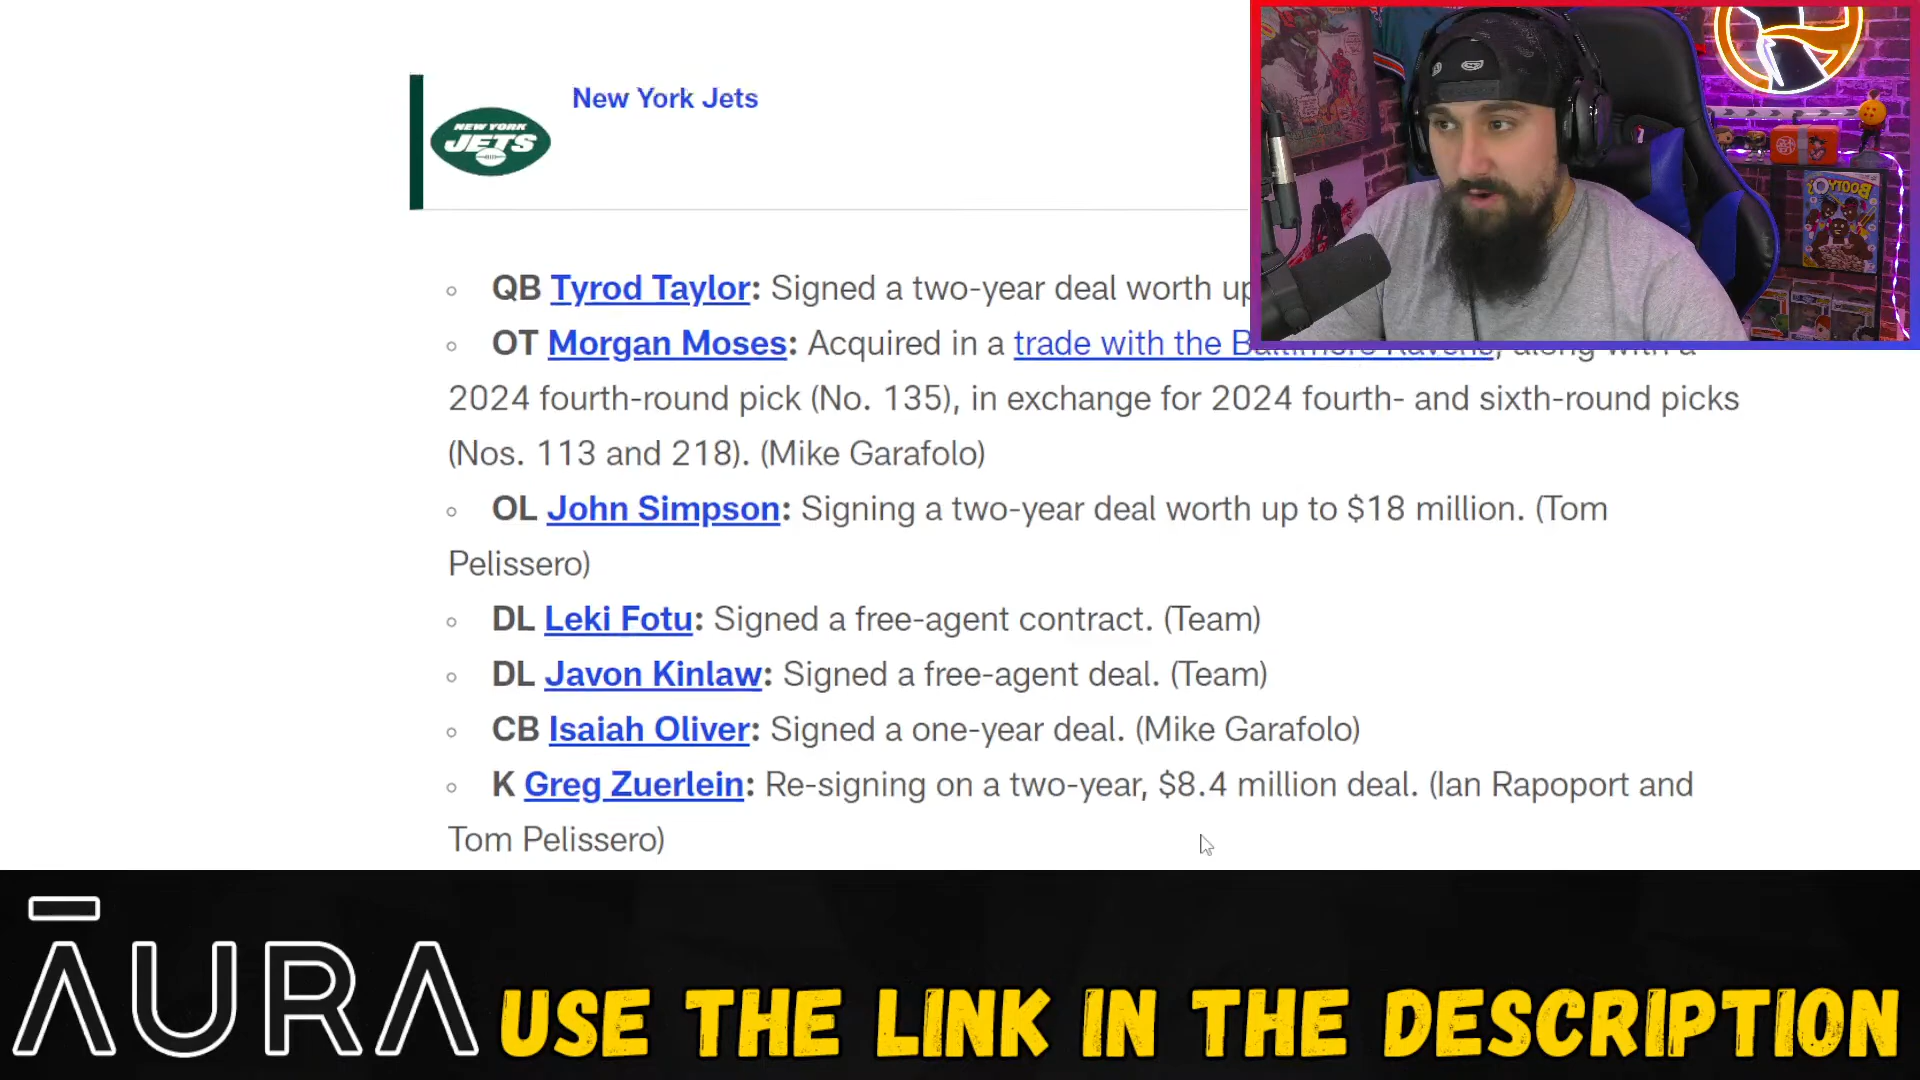 New York Jets
NEW YORK
JETS
QB Tyrod Taylor: Signed a two-year deal worth up
OT Morgan Moses: Acquired in a trade with the Baltimore Ravens, along with a
2024 fourth-round pick (No. 135), in exchange for 2024 fourth- and sixth-round picks
(Nos. 113 and 218). (Mike Garafolo)
OL John Simpson: Signing a two-year deal worth up to $18 million. (Tom
Pelissero)
DL Leki Fotu: Signed a free-agent contract. (Team)
DL Javon Kinlaw: Signed a free-agent deal. (Team)
CB Isaiah Oliver: Signed a one-year deal. (Mike Garafolo)
K Greg Zuerlein: Re-signing on a two-year, $8.4 million deal. (Ian Rapoport and
Tom Pelissero)
ĀURA USE THE LINK IN THE DESCRIPTION